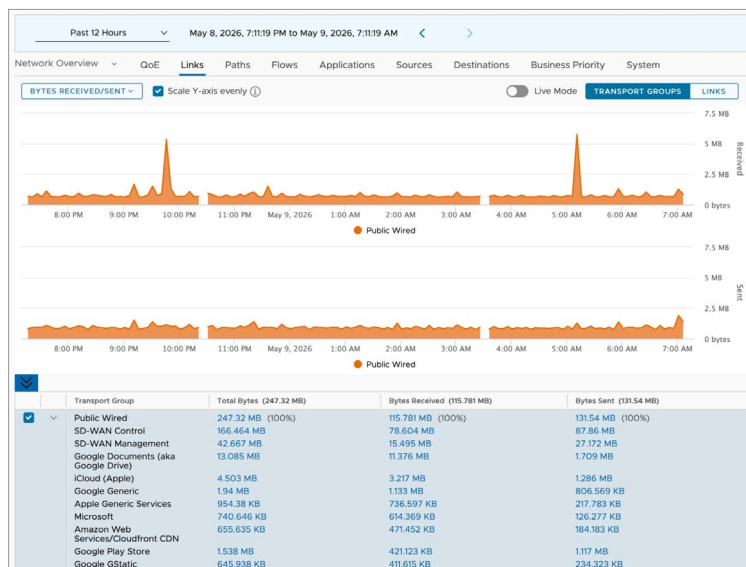 Past 12 Hours May 8, 2026, 7:11:19 PM to May 9, 2026, 7:11:19 AM
Network Overview QoE Links Paths Flows Applications Sources Destinations Business Priority System
BYTES RECEIVED/SENT Scale Y-axis evenly Live Mode TRANSPORT GROUPS LINKS
7.5 MB
5 MB
2.5 MB
0 bytes
Received
8:00 PM 9:00 PM 10:00 PM 11:00 PM May 9, 2026 1:00 AM 2:00 AM 3:00 AM 4:00 AM 5:00 AM 6:00 AM 7:00 AM
Public Wired
7.5 MB
5 MB
2.5 MB
0 bytes
Sent
8:00 PM 9:00 PM 10:00 PM 11:00 PM May 9, 2026 1:00 AM 2:00 AM 3:00 AM 4:00 AM 5:00 AM 6:00 AM 7:00 AM
Public Wired
Transport Group Total Bytes (247.32 MB) Bytes Received (115.781 MB) Bytes Sent (131.54 MB)
Public Wired 247.32 MB (100%) 115.781 MB (100%) 131.54 MB (100%)
SD-WAN Control 166.464 MB 78.604 MB 87.86 MB
SD-WAN Management 42.667 MB 15.495 MB 27.172 MB
Google Documents (aka 13.085 MB 11.376 MB 1.709 MB
Google Drive)
iCloud (Apple) 4.503 MB 3.217 MB 1.286 MB
Google Generic 1.94 MB 1.133 MB 806.569 KB
Apple Generic Services 954.38 KB 736.597 KB 217.783 KB
Microsoft 740.646 KB 614.369 KB 126.277 KB
Amazon Web 655.635 KB 471.452 KB 184.183 KB
Services/Cloudfront CDN
Google Play Store 1.538 MB 421.123 KB 1.117 MB
Google GStatic 645.938 KB 411.615 KB 234.323 KB